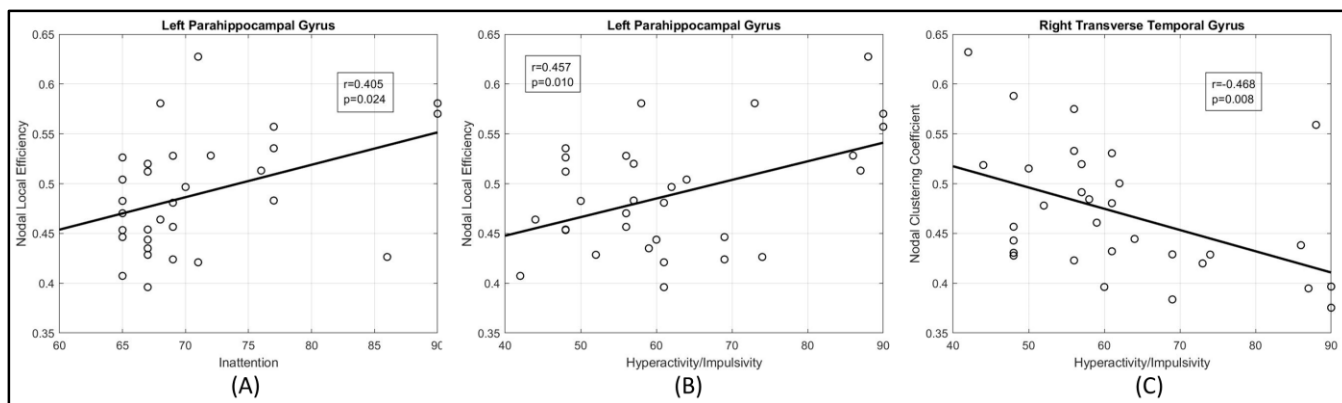 Left Parahippocampal Gyrus
0.65
0.6
0.55
0.5
0.45
0.4
0.35
Nodal Local Efficiency
r=0.405
p=0.024
60 65 70 75 80 85 90
Inattention
(A)
Left Parahippocampal Gyrus
0.65
0.6
0.55
0.5
0.45
0.4
0.35
Nodal Local Efficiency
r=0.457
p=0.010
40 50 60 70 80 90
Hyperactivity/Impulsivity
(B)
Right Transverse Temporal Gyrus
0.65
0.6
0.55
0.5
0.45
0.4
0.35
Nodal Clustering Coefficient
r=-0.468
p=0.008
40 50 60 70 80 90
Hyperactivity/Impulsivity
(C)